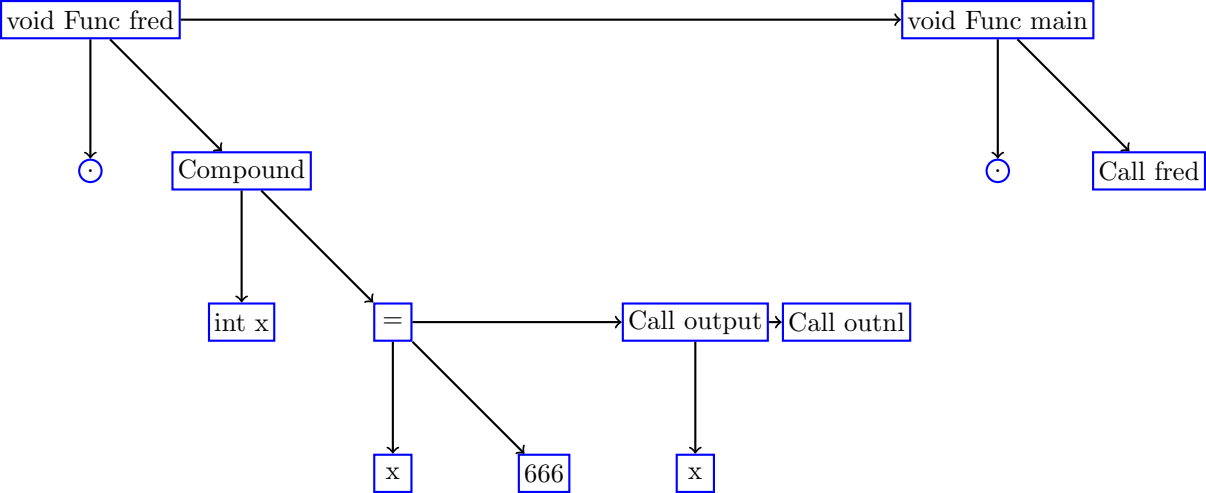 void Func fred
void Func main
·
Compound
·
Call fred
int x
=
Call output
Call outnl
x
666
x